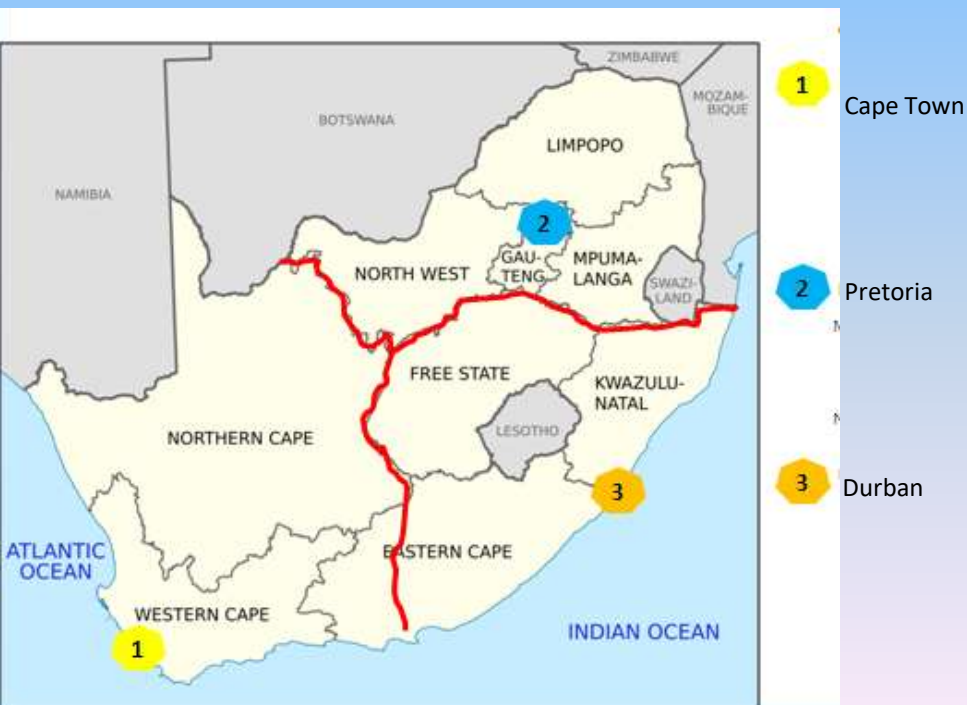 ZIMBABWE
MOZAM-
BIQUE
BOTSWANA
LIMPOPO
NAMIBIA
2
GAU-
TENG
MPUMA-
LANGA
NORTH WEST
SWAZI-
LAND
FREE STATE
KWAZULU-
NATAL
LESOTHO
NORTHERN CAPE
3
ATLANTIC
OCEAN
EASTERN CAPE
WESTERN CAPE
INDIAN OCEAN
1
1
Cape Town
2
Pretoria
3
Durban